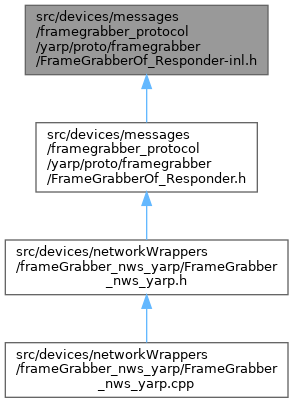 src/devices/messages
/framegrabber_protocol
/yarp/proto/framegrabber
/FrameGrabberOf_Responder-inl.h
src/devices/messages
/framegrabber_protocol
/yarp/proto/framegrabber
/FrameGrabberOf_Responder.h
src/devices/networkWrappers
/frameGrabber_nws_yarp/FrameGrabber
_nws_yarp.h
src/devices/networkWrappers
/frameGrabber_nws_yarp/FrameGrabber
_nws_yarp.cpp